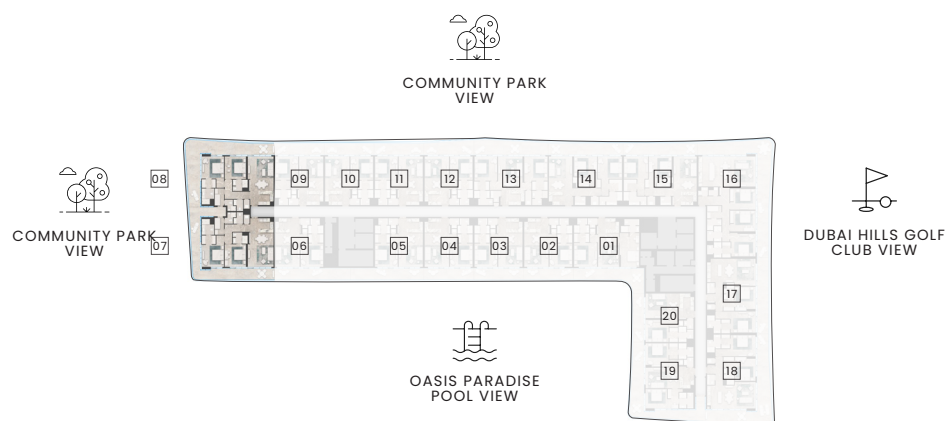 COMMUNITY PARK
VIEW
08
09
10
11
12
13
14
15
16
COMMUNITY PARK
VIEW
07
06
05
04
03
02
01
DUBAI HILLS GOLF
CLUB VIEW
17
20
OASIS PARADISE
POOL VIEW
19
18